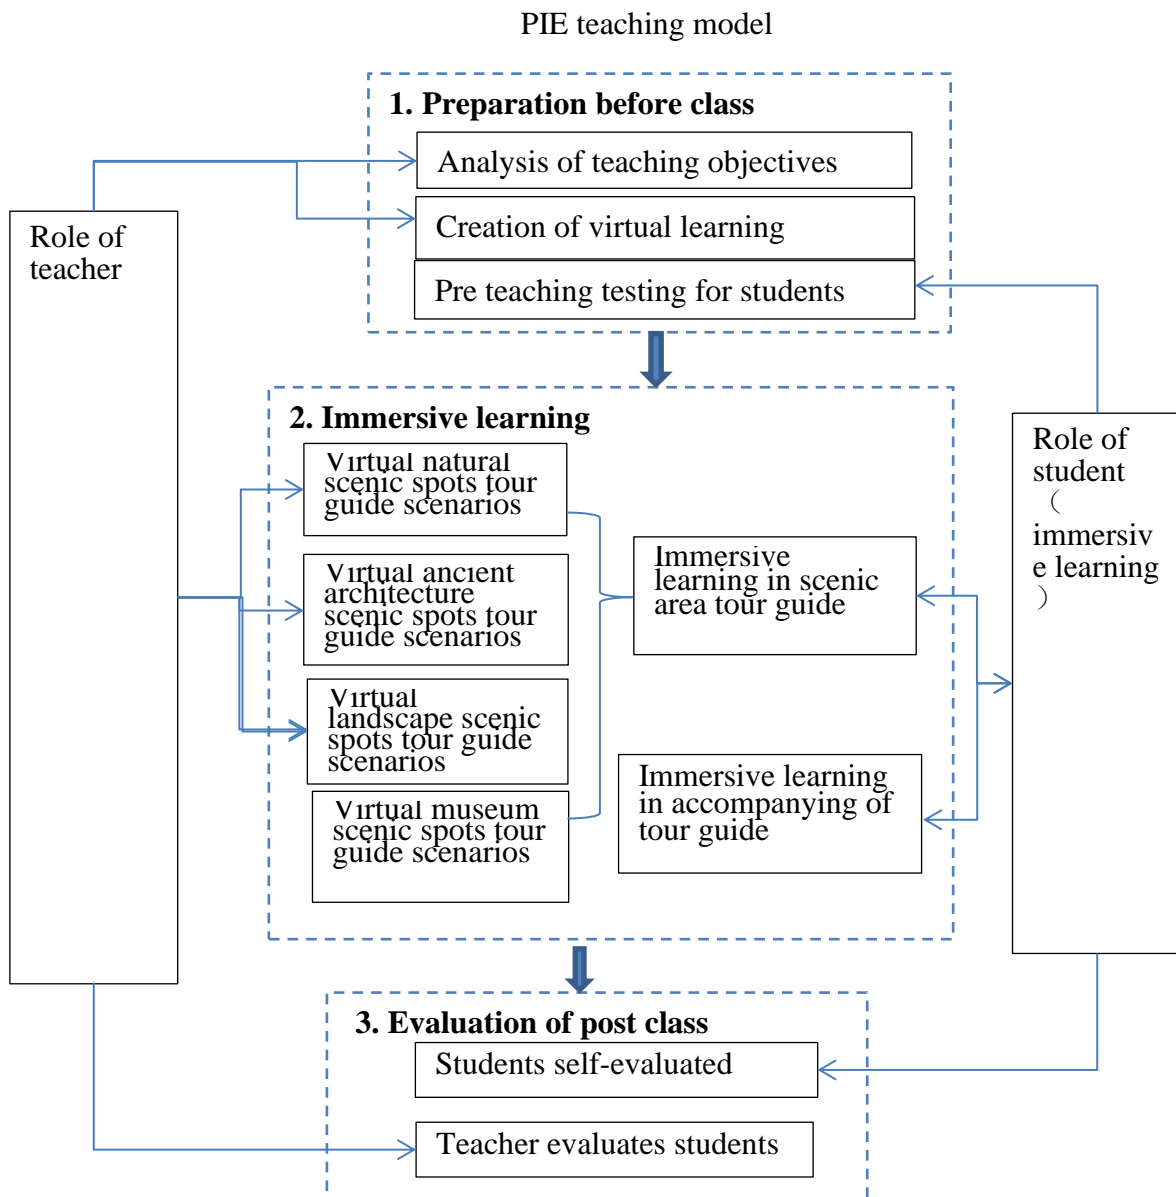 PIE teaching model
1. Preparation before class
Analysis of teaching objectives
Creation of virtual learning
Pre teaching testing for students
Role of
teacher
2. Immersive learning
Virtual natural
scenic spots tour
guide scenarios
Virtual ancient
architecture
scenic spots tour
guide scenarios
Virtual
landscape scenic
spots tour guide
scenarios
Virtual museum
scenic spots tour
guide scenarios
Immersive
learning in scenic
area tour guide
Immersive learning
in accompanying of
tour guide
Role of
student
（
immersiv
e learning
）
3. Evaluation of post class
Students self-evaluated
Teacher evaluates students